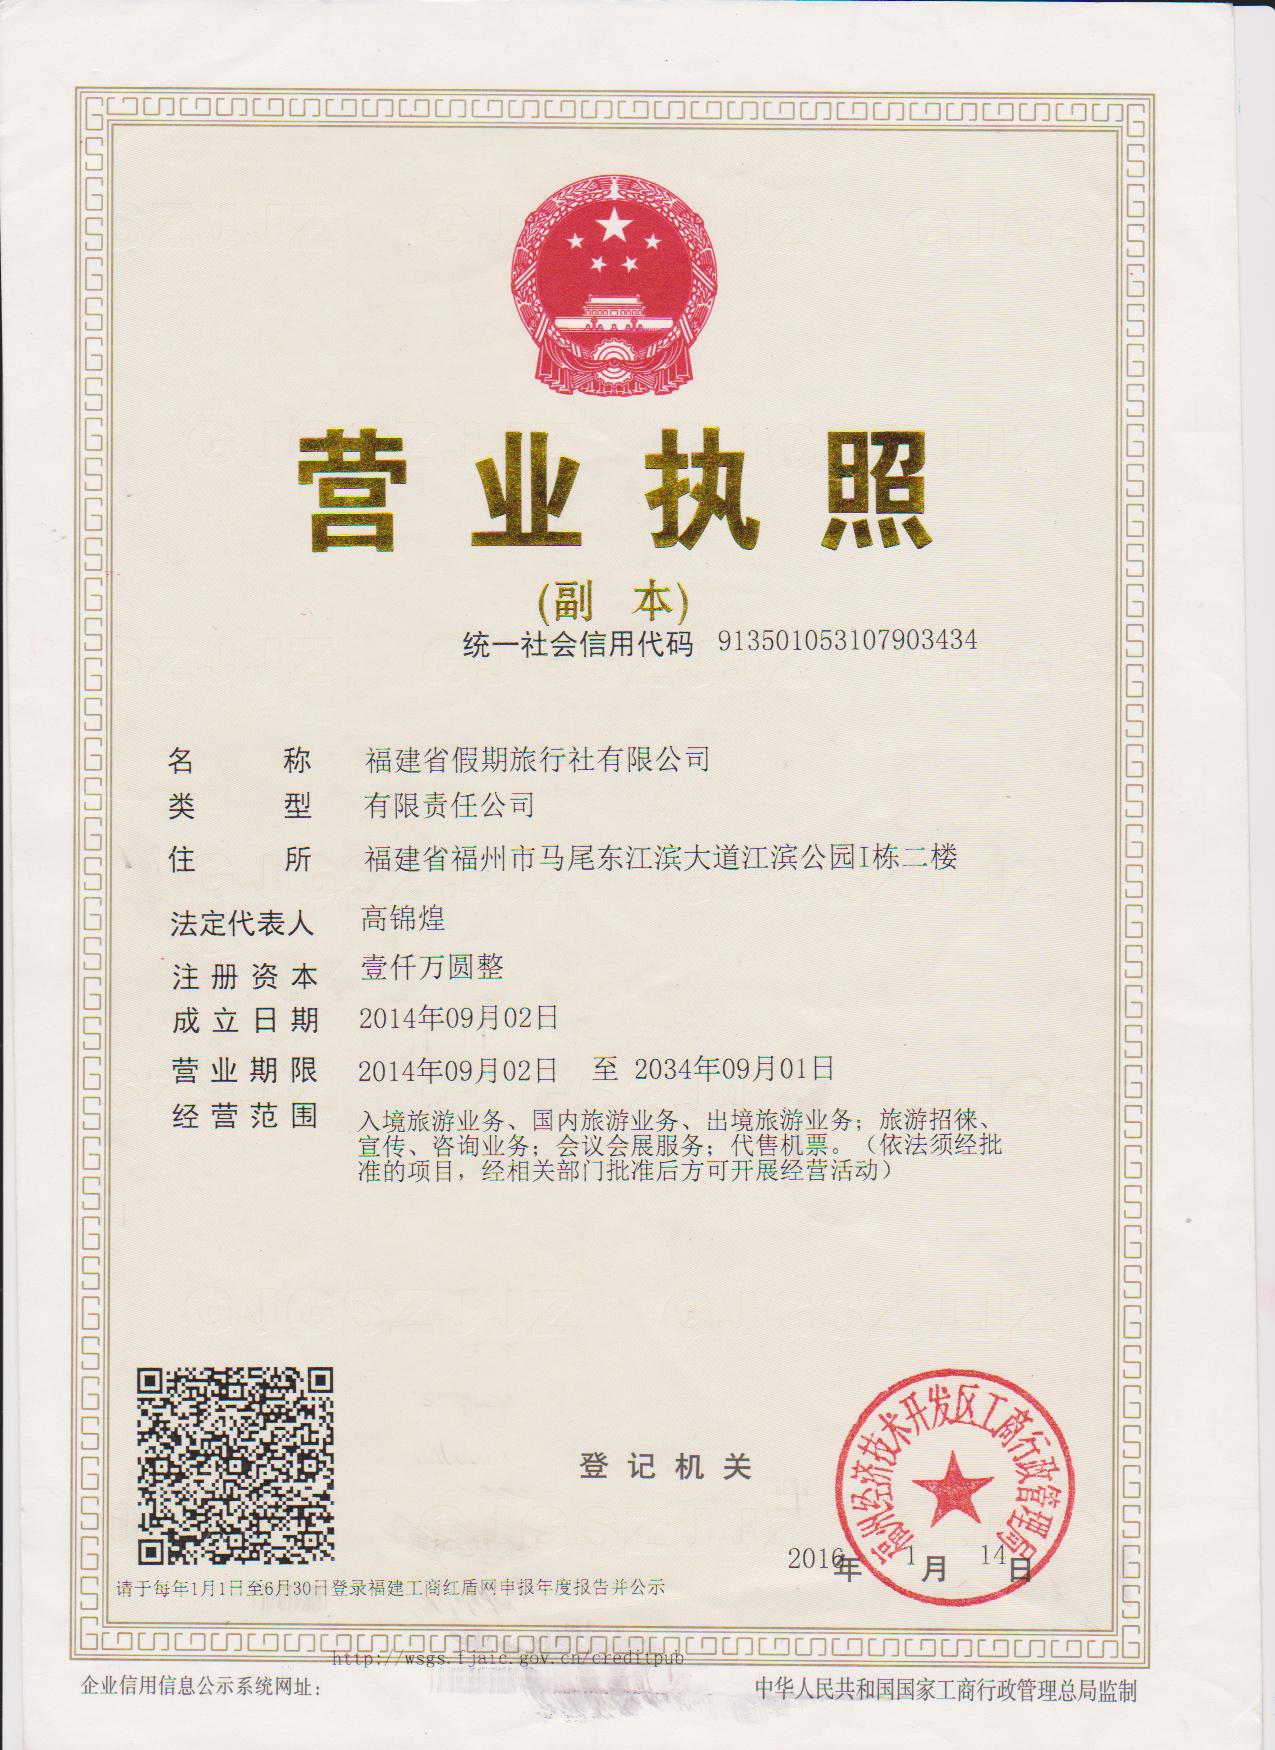 营业执照
(副 本)
统一社会信用代码 913501053107903434
名 称 福建省假期旅行社有限公司
类 型 有限责任公司
住 所 福建省福州市马尾东江滨大道江滨公园I栋二楼
法定代表人 高锦煌
注册资本 壹仟万圆整
成立日期 2014年09月02日
营业期限 2014年09月02日 至 2034年09月01日
经营范围 入境旅游业务、国内旅游业务、出境旅游业务；旅游招徕、
宣传、咨询业务；会议会展服务；代售机票。（依法须经批
准的项目，经相关部门批准后方可开展经营活动）
福州经济技术开发区工商行政管理局
登记机关
2016年 1月 14日
请于每年1月1日至6月30日登录福建工商红盾网申报年度报告并公示
http://wsgs.fjaic.gov.cn/creditpub
企业信用信息公示系统网址：
中华人民共和国国家工商行政管理总局监制